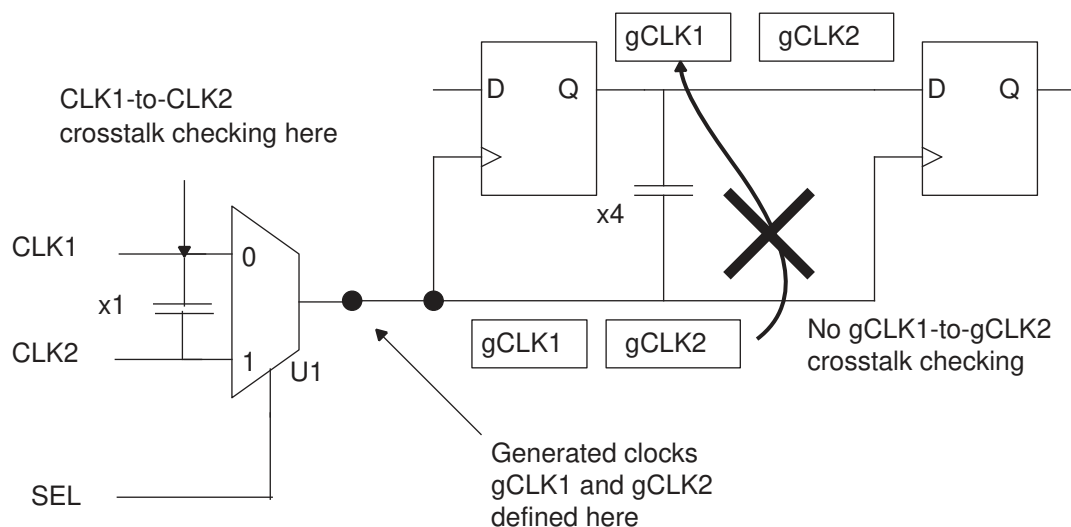 gCLK1
gCLK2
D
Q
D
Q
CLK1-to-CLK2
crosstalk checking here
x4
CLK1
0
x1
CLK2
1
U1
gCLK1
gCLK2
No gCLK1-to-gCLK2
crosstalk checking
Generated clocks
gCLK1 and gCLK2
defined here
SEL